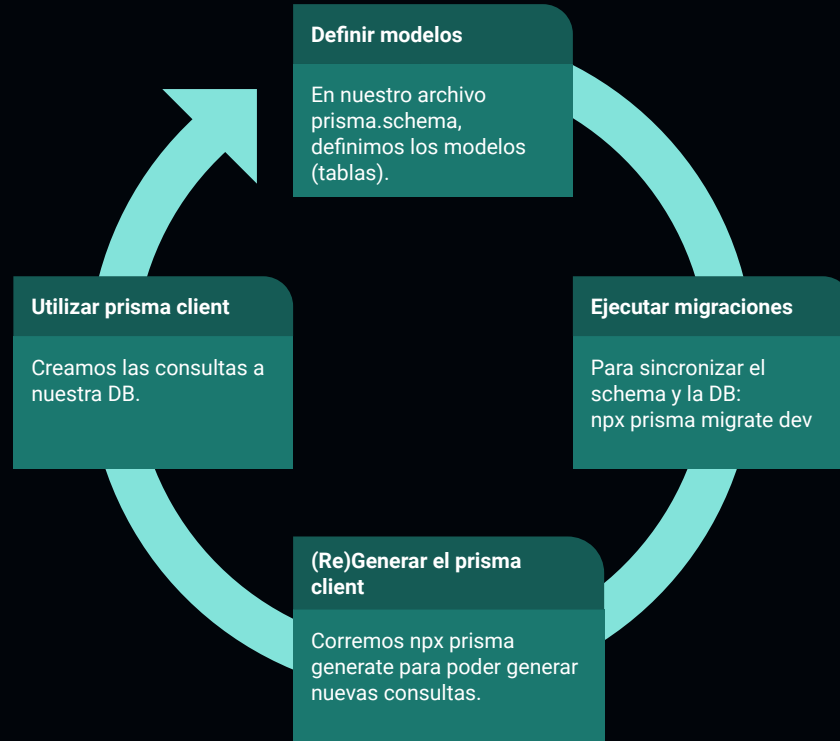 Definir modelos
En nuestro archivo
prisma.schema,
definimos los modelos
(tablas).
Utilizar prisma client
Creamos las consultas a
nuestra DB.
Ejecutar migraciones
Para sincronizar el
schema y la DB:
npx prisma migrate dev
(Re)Generar el prisma
client
Corremos npx prisma
generate para poder generar
nuevas consultas.